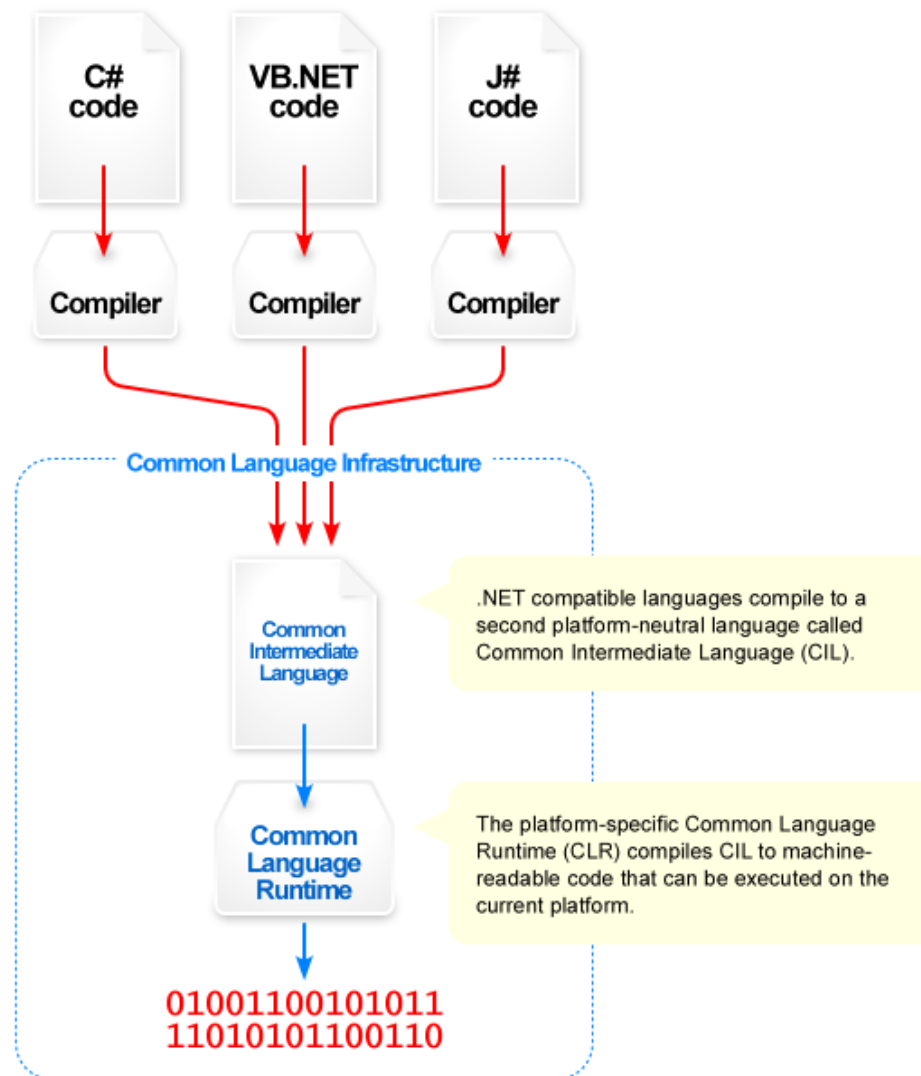 C#
code
VB.NET
code
J#
code
Compiler
Compiler
Compiler
Common Language Infrastructure
Common
Intermediate
Language
.NET compatible languages compile to a
second platform-neutral language called
Common Intermediate Language (CIL).
Common
Language
Runtime
The platform-specific Common Language
Runtime (CLR) compiles CIL to machine-
readable code that can be executed on the
current platform.
01001100101011
11010101100110